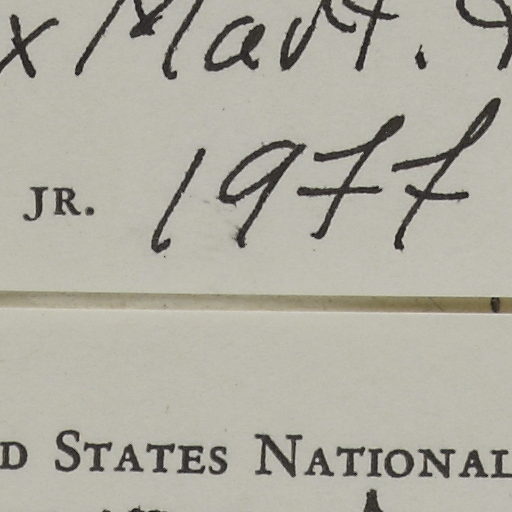 x Mart.
JR. 1977
D STATES NATIONAL